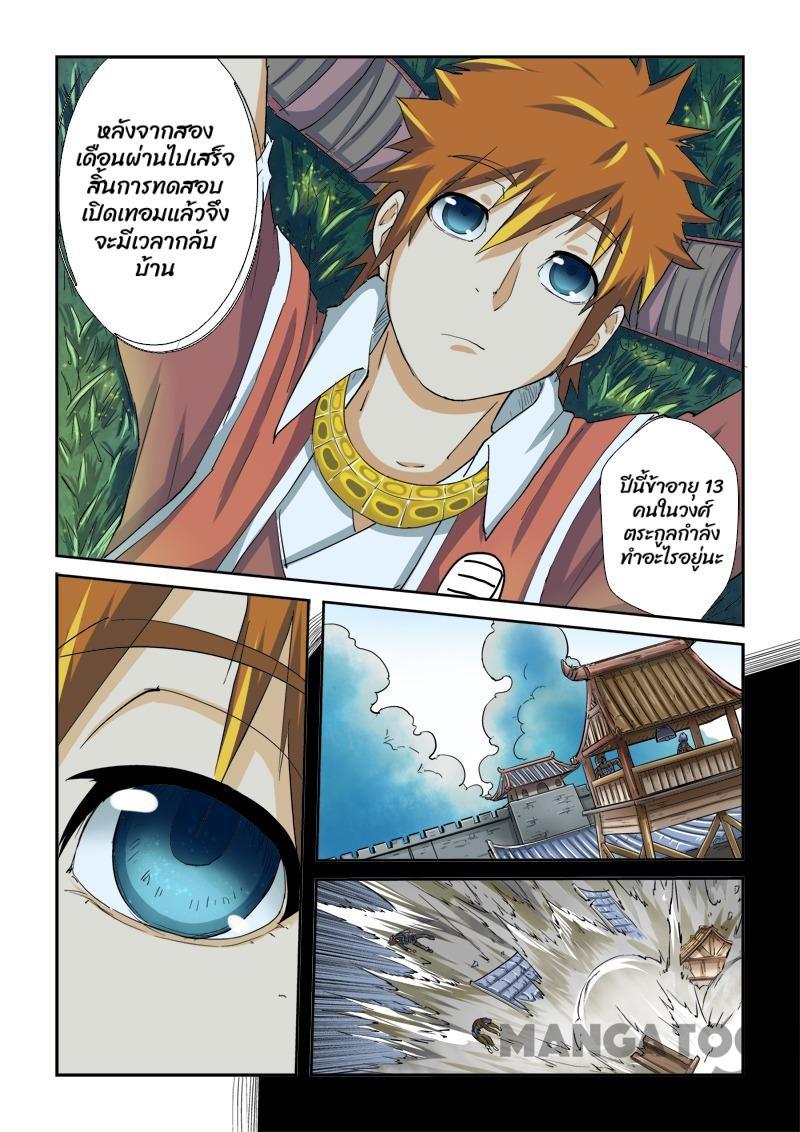 หลังจากสอง
เดือนผ่านไปเสร็จ
สิ้นการทดสอบ
เปิดเทอมแล้วจึง
จะมีเวลากลับ
บ้าน
ปีนี้ข้าอายุ 13
คนในวงศ์
ตระกูลกำลัง
ทำอะไรอยู่นะ
MANGATOO